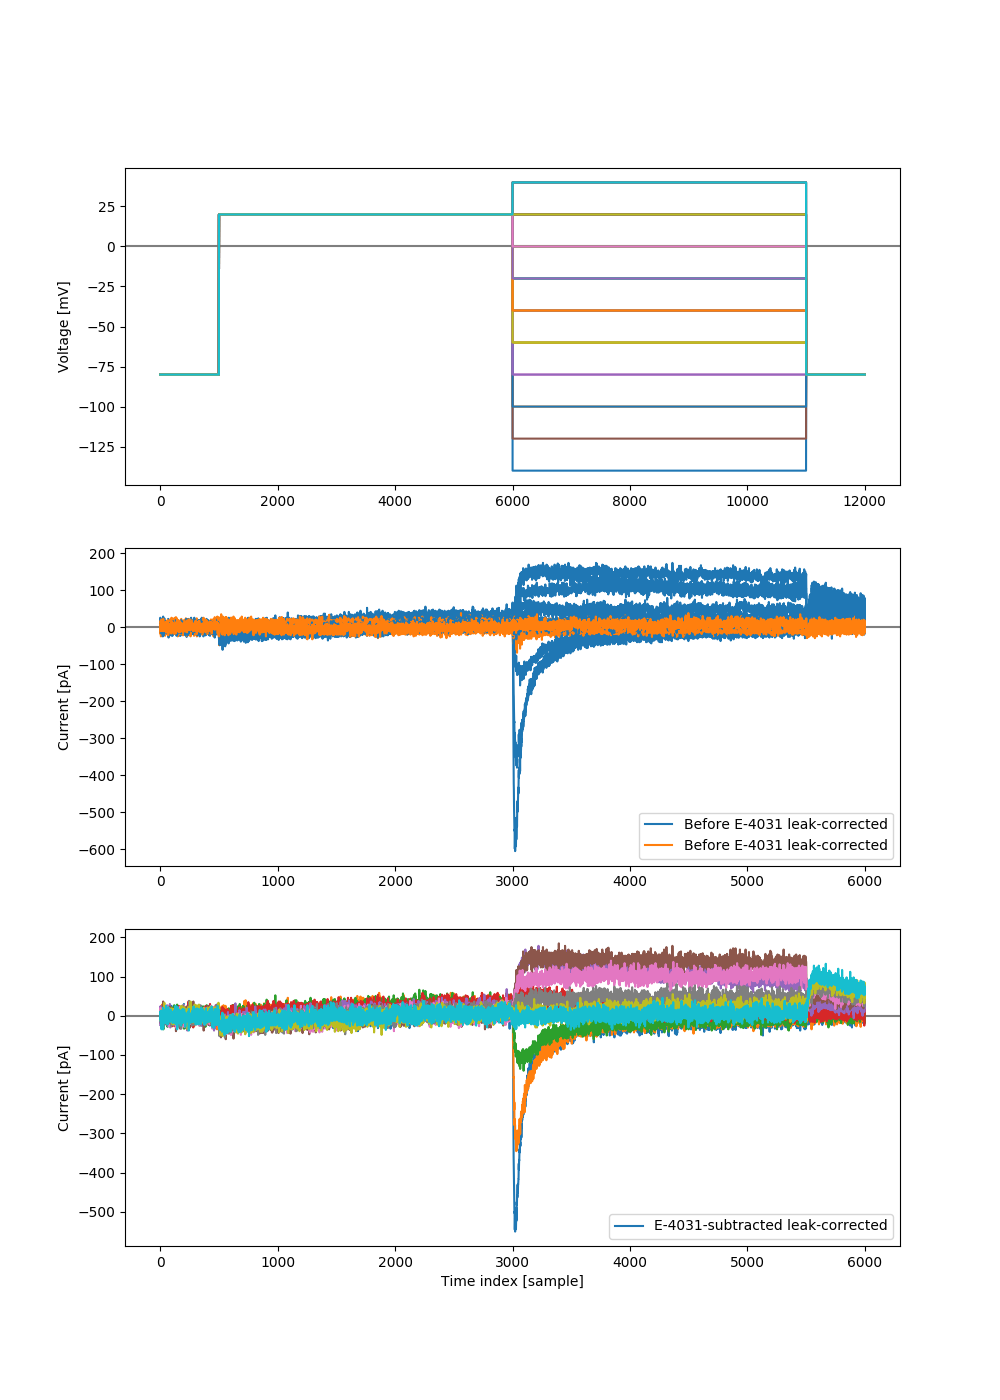 25
0
−25
−50
−75
−100
−125
Voltage [mV]
0 2000 4000 6000 8000 10000 12000
200
100
0
−100
−200
−300
−400
−500
−600
Current [pA]
Before E-4031 leak-corrected
Before E-4031 leak-corrected
0 1000 2000 3000 4000 5000 6000
200
100
0
−100
−200
−300
−400
−500
Current [pA]
E-4031-subtracted leak-corrected
0 1000 2000 3000 4000 5000 6000
Time index [sample]